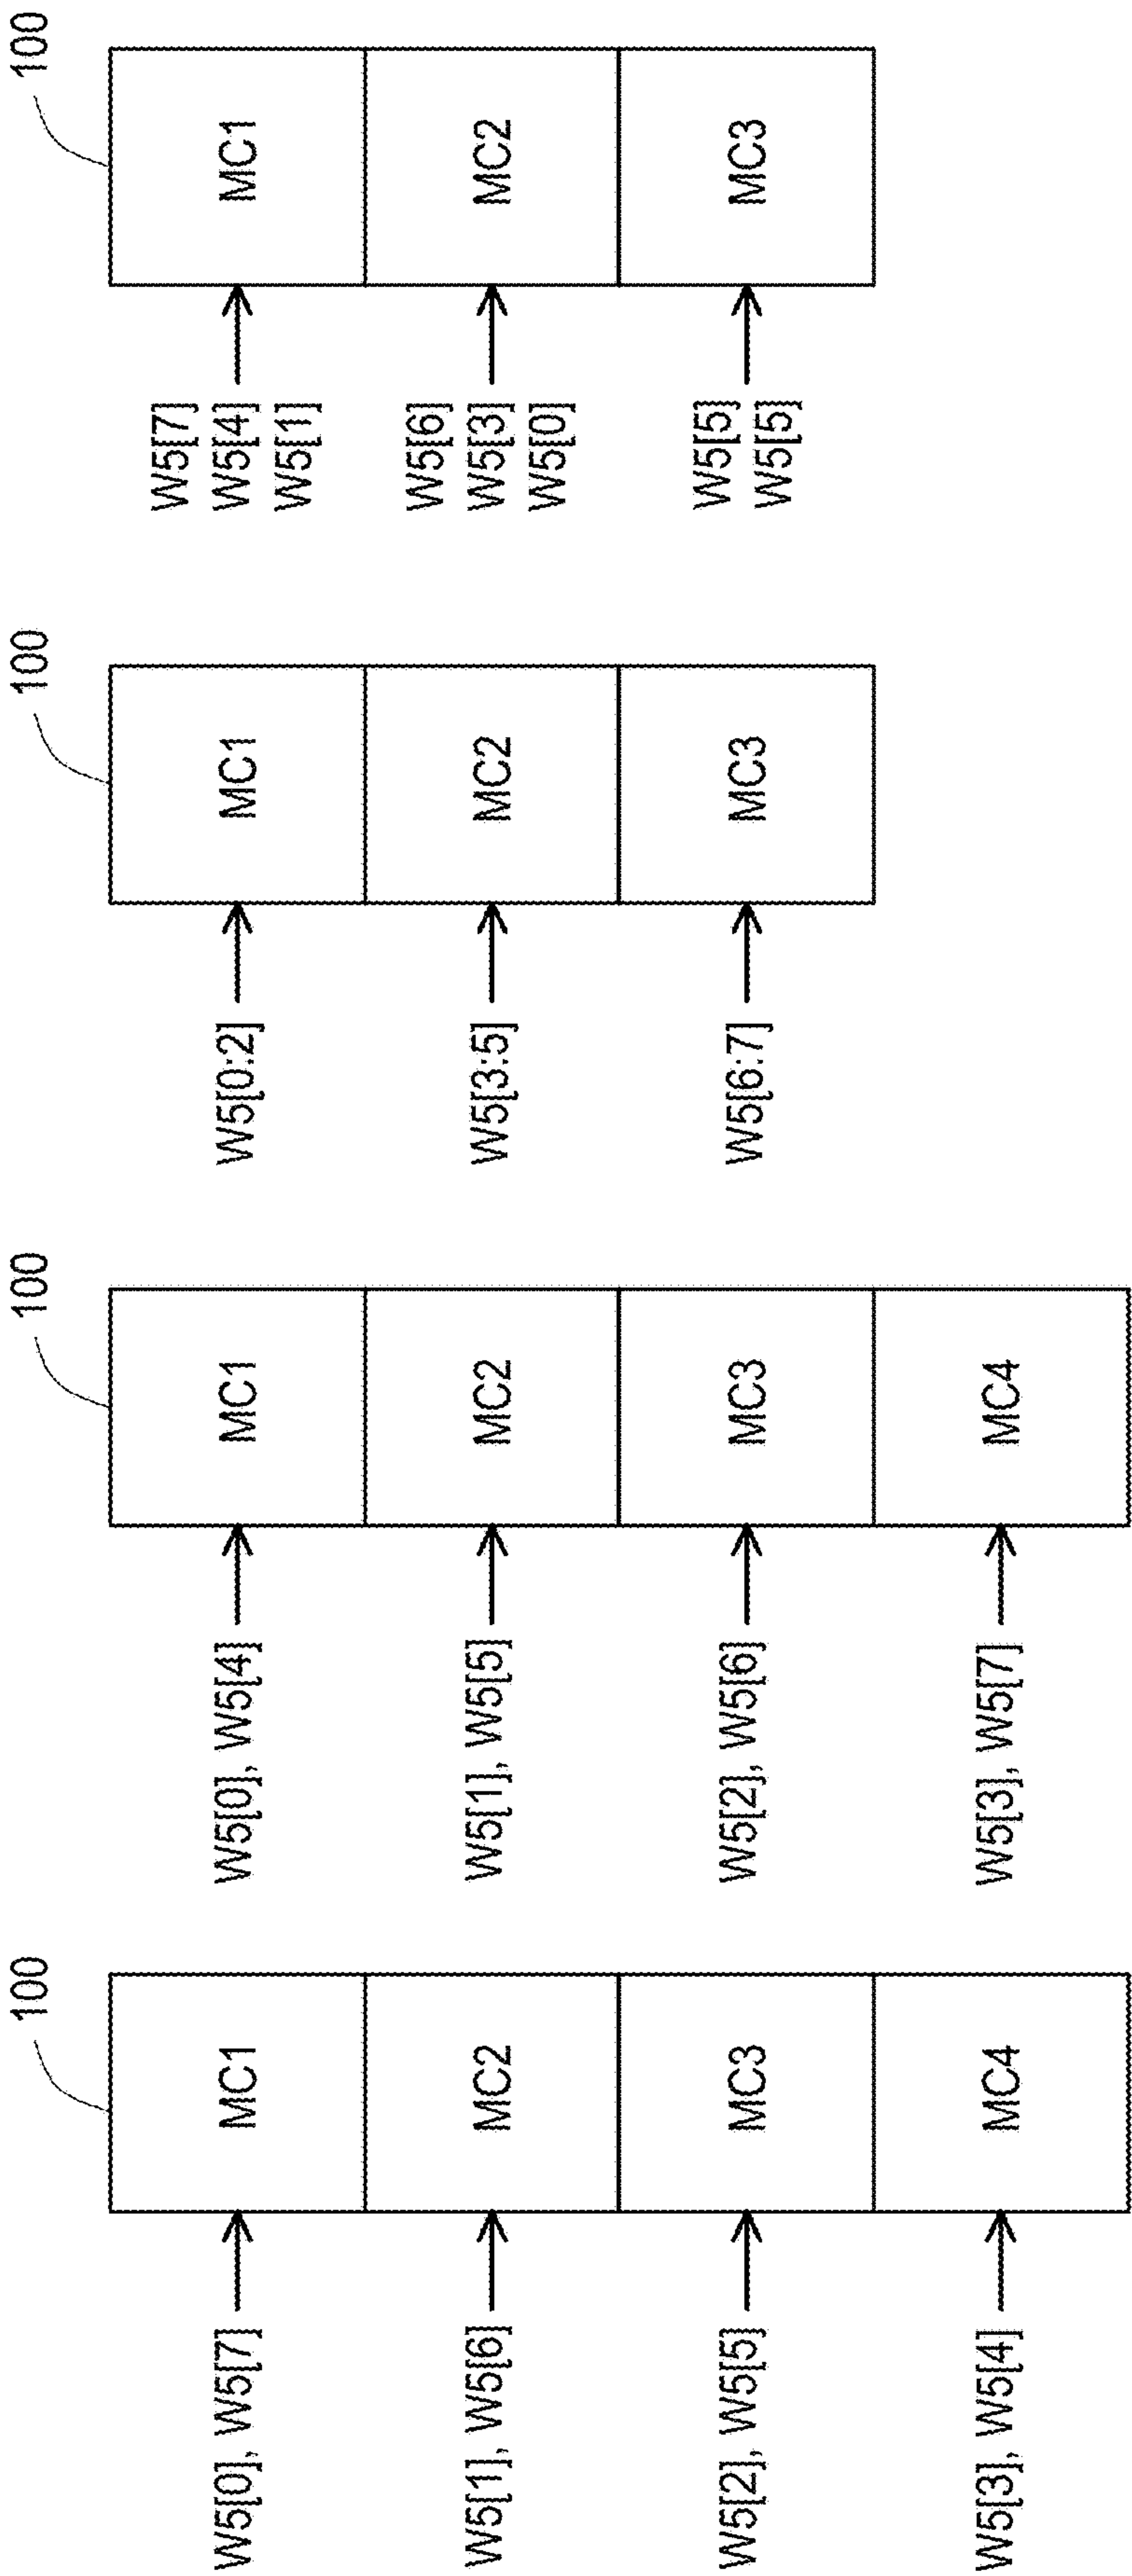 100
W5[0], W5[7]
MC1
W5[1], W5[6]
MC2
W5[2], W5[5]
MC3
W5[3], W5[4]
MC4
100
W5[0], W5[4]
MC1
W5[1], W5[5]
MC2
W5[2], W5[6]
MC3
W5[3], W5[7]
MC4
100
W5[0:2]
MC1
W5[3:5]
MC2
W5[6:7]
MC3
100
W5[7]
W5[4]
W5[1]
MC1
W5[6]
W5[3]
W5[0]
MC2
W5[5]
W5[5]
MC3